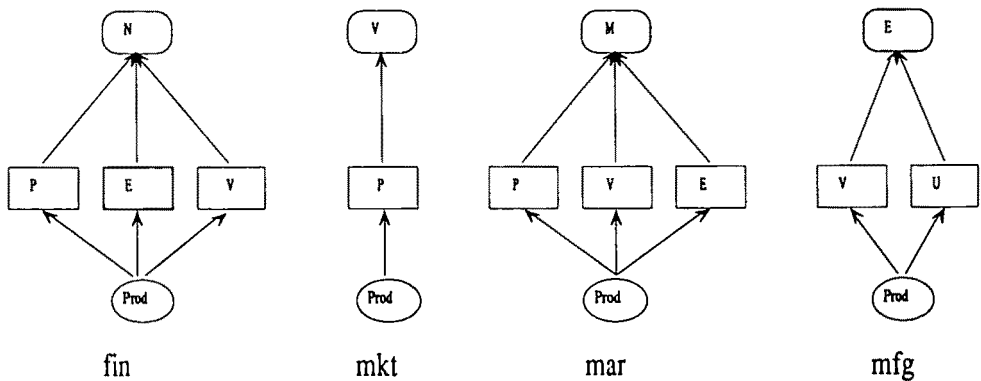 N V M E
P E V P P V E V U
Prod Prod Prod Prod
fin mkt mar mfg